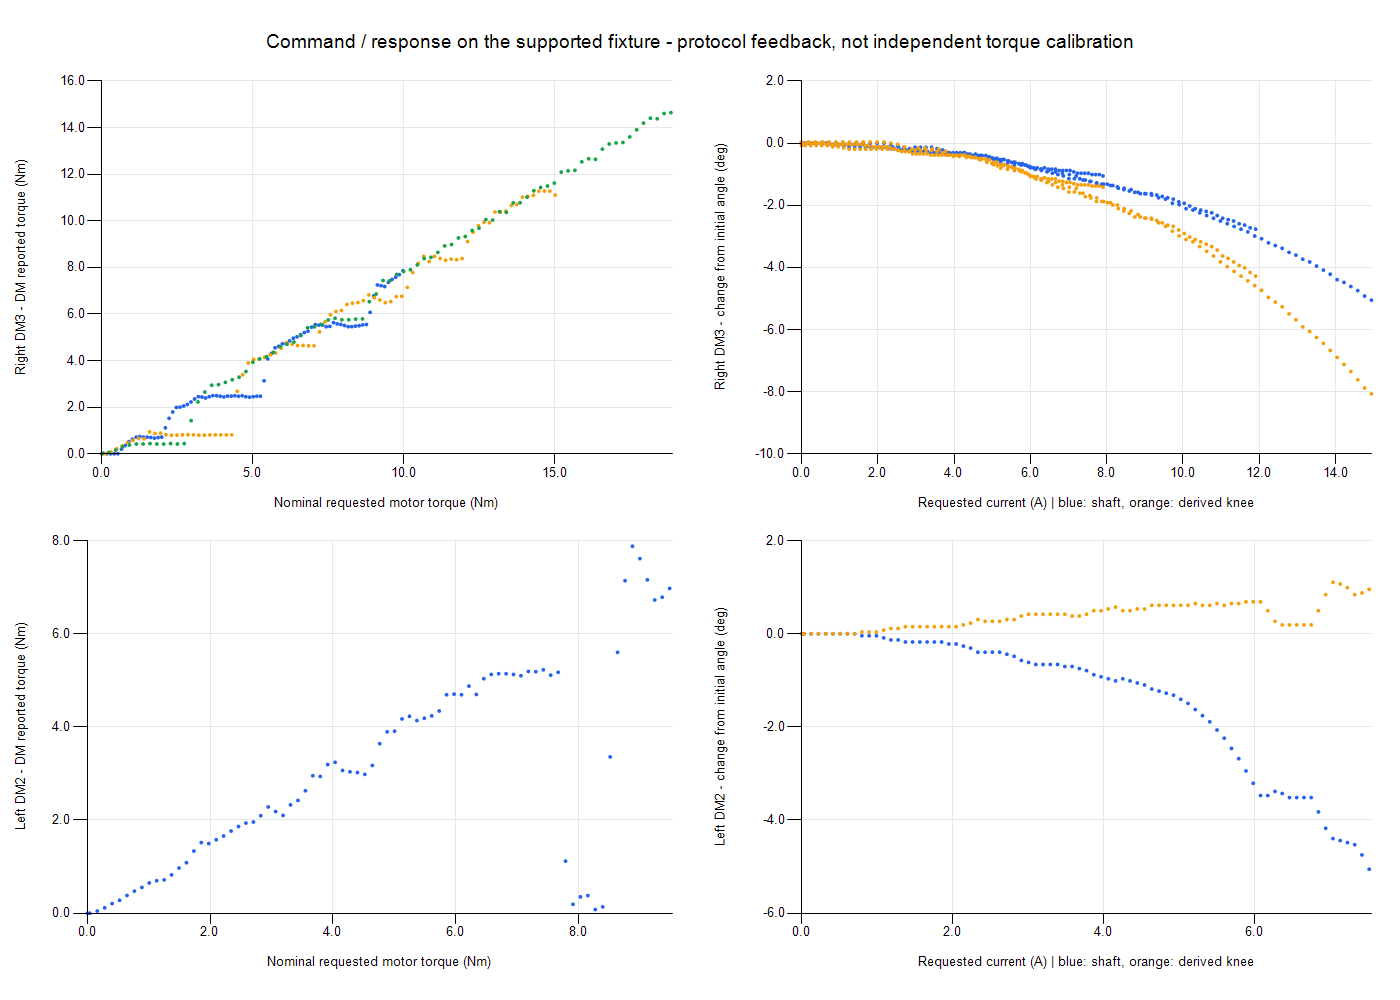 Command / response on the supported fixture - protocol feedback, not independent torque calibration
Right DM3 - DM reported torque (Nm)
16.0
14.0
12.0
10.0
8.0
6.0
4.0
2.0
0.0
0.0 5.0 10.0 15.0
Nominal requested motor torque (Nm)
Right DM3 - change from initial angle (deg)
2.0
0.0
-2.0
-4.0
-6.0
-8.0
-10.0
0.0 2.0 4.0 6.0 8.0 10.0 12.0 14.0
Requested current (A) | blue: shaft, orange: derived knee
Left DM2 - DM reported torque (Nm)
8.0
6.0
4.0
2.0
0.0
0.0 2.0 4.0 6.0 8.0
Nominal requested motor torque (Nm)
Left DM2 - change from initial angle (deg)
2.0
0.0
-2.0
-4.0
-6.0
0.0 2.0 4.0 6.0
Requested current (A) | blue: shaft, orange: derived knee